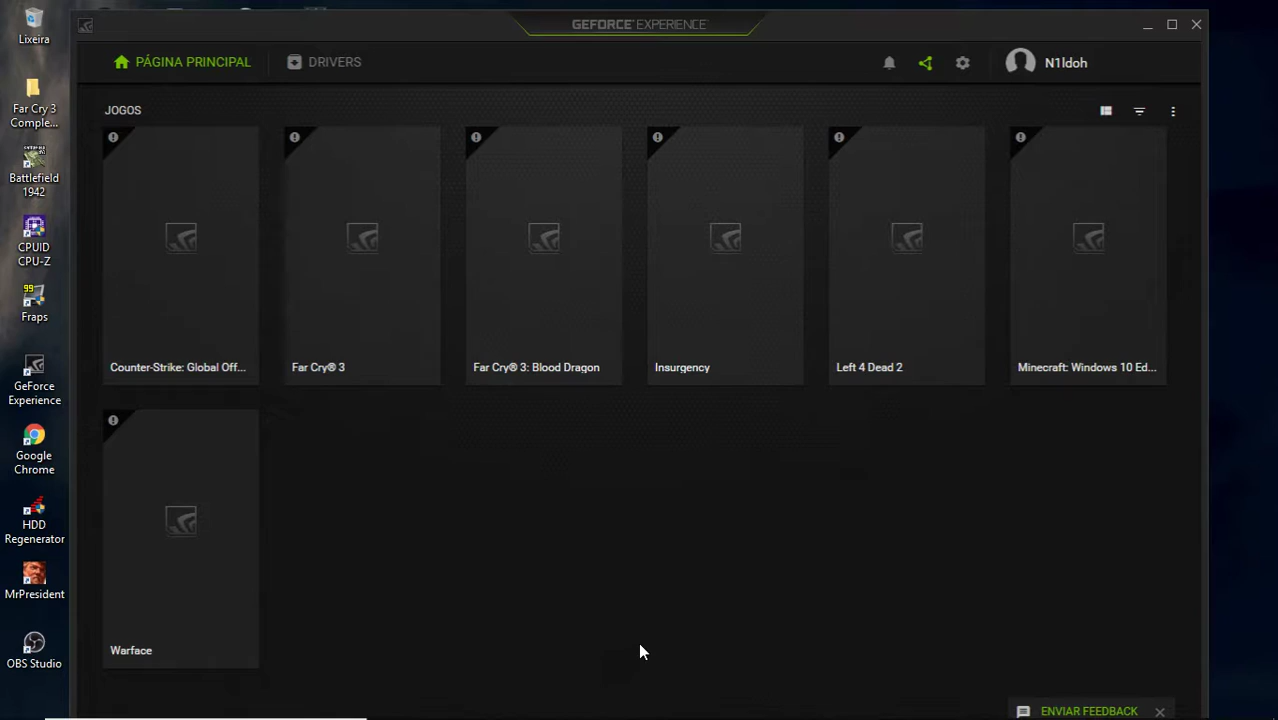 Lixeira
Far Cry 3
Comple...
Battlefield
1942
CPUID
CPU-Z
99
Fraps
GeForce
Experience
Google
Chrome
HDD
Regenerator
MrPresident
OBS Studio
GEFORCE EXPERIENCE
PÁGINA PRINCIPAL
DRIVERS
N1ldoh
JOGOS
Counter-Strike: Global Off...
Far Cry® 3
Far Cry® 3: Blood Dragon
Insurgency
Left 4 Dead 2
Minecraft: Windows 10 Ed...
Warface
ENVIAR FEEDBACK